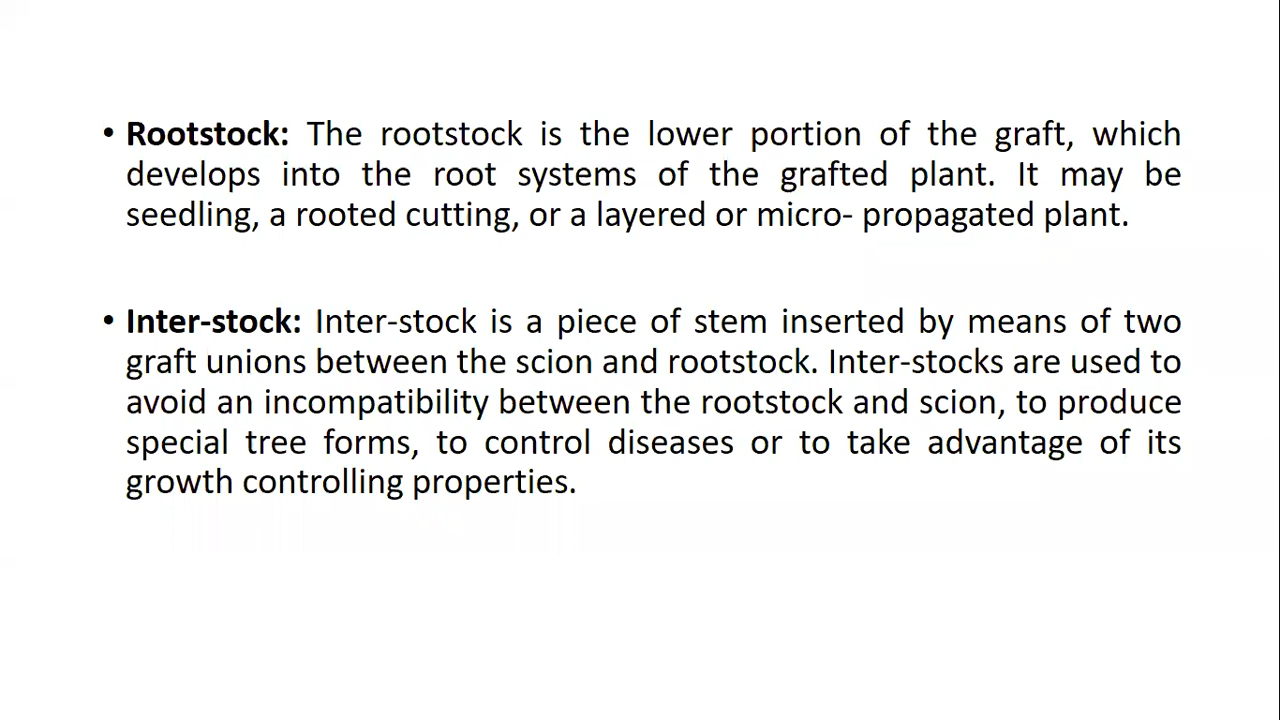 • Rootstock: The rootstock is the lower portion of the graft, which
develops into the root systems of the grafted plant. It may be
seedling, a rooted cutting, or a layered or micro- propagated plant.
• Inter-stock: Inter-stock is a piece of stem inserted by means of two
graft unions between the scion and rootstock. Inter-stocks are used to
avoid an incompatibility between the rootstock and scion, to produce
special tree forms, to control diseases or to take advantage of its
growth controlling properties.